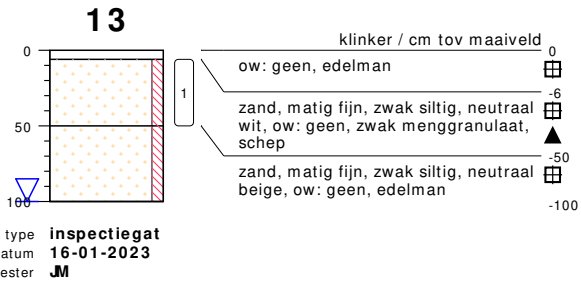 13
klinker / cm tov maaiveld
0
0
ow: geen, edelman
-6
1
zand, matig fijn, zwak siltig, neutraal
wit, ow: geen, zwak menggranulaat,
schep
50
-50
zand, matig fijn, zwak siltig, neutraal
beige, ow: geen, edelman
100
-100
type inspectiegat
atum 16-01-2023
ester JM